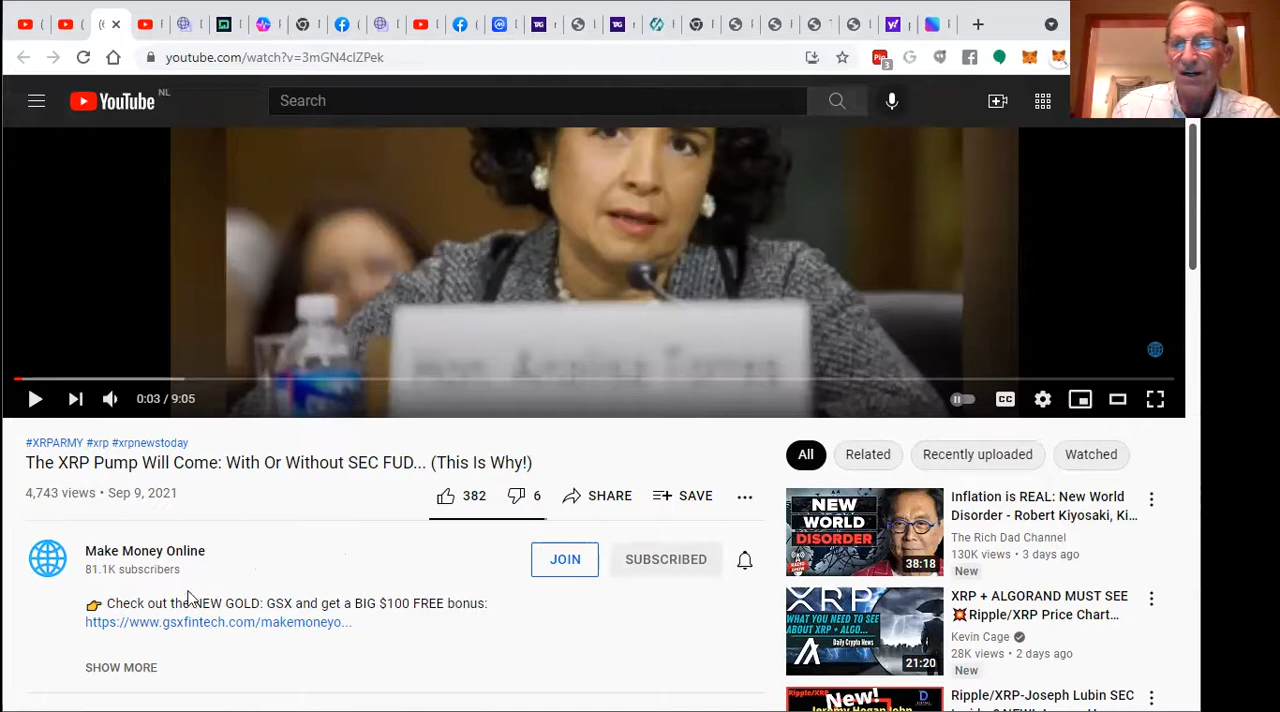 youtube.com/watch?v=3mGN4clZPek
YouTube NL
Search
0:03 / 9:05
CC
#XRPARMY #xrp #xrpnewstoday
The XRP Pump Will Come: With Or Without SEC FUD... (This Is Why!)
4,743 views • Sep 9, 2021
382
6
SHARE
SAVE
Make Money Online
81.1K subscribers
JOIN
SUBSCRIBED
Check out the NEW GOLD: GSX and get a BIG $100 FREE bonus:
https://www.gsxfintech.com/makemoneyo...
SHOW MORE
All
Related
Recently uploaded
Watched
NEW
WORLD
DISORDER
38:18
Inflation is REAL: New World
Disorder - Robert Kiyosaki, Ki...
The Rich Dad Channel
130K views • 3 days ago
New
XRP
WHAT YOU NEED TO SEE
ABOUT XRP + ALGO...
Daily Crypto News
21:20
XRP + ALGORAND MUST SEE
Ripple/XRP Price Chart...
Kevin Cage
28K views • 2 days ago
New
Ripple/XRP
New!
Ripple/XRP-Joseph Lubin SEC